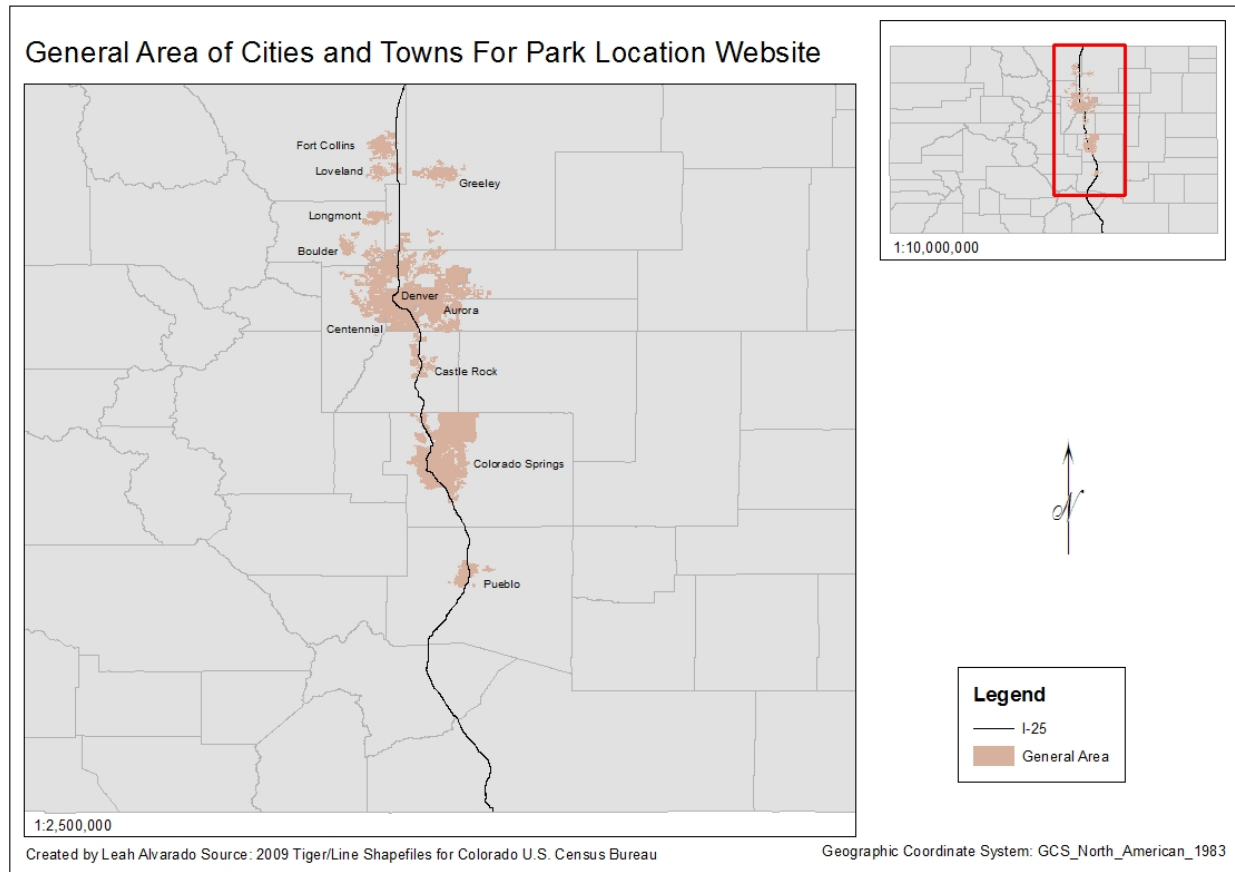 General Area of Cities and Towns For Park Location Website
1:10,000,000
Fort Collins
Loveland
Greeley
Longmont
Boulder
Denver
Aurora
Centennial
Castle Rock
Colorado Springs
Pueblo
N
Legend
I-25
General Area
1:2,500,000
Created by Leah Alvarado Source: 2009 Tiger/Line Shapefiles for Colorado U.S. Census Bureau
Geographic Coordinate System: GCS_North_American_1983